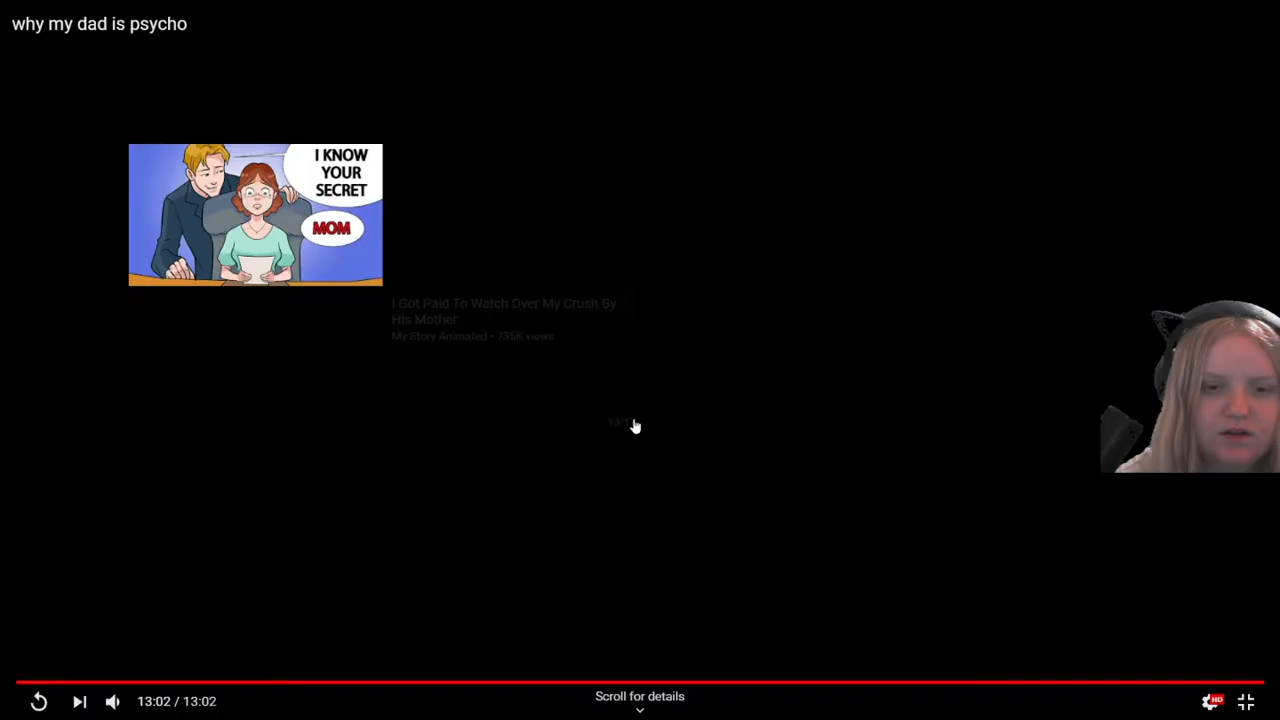 why my dad is psycho
I KNOW
YOUR
SECRET
MOM
I Got Paid To Watch Over My Crush By
His Mother
My Story Animated • 735K views
13:02 / 13:02
Scroll for details
HD